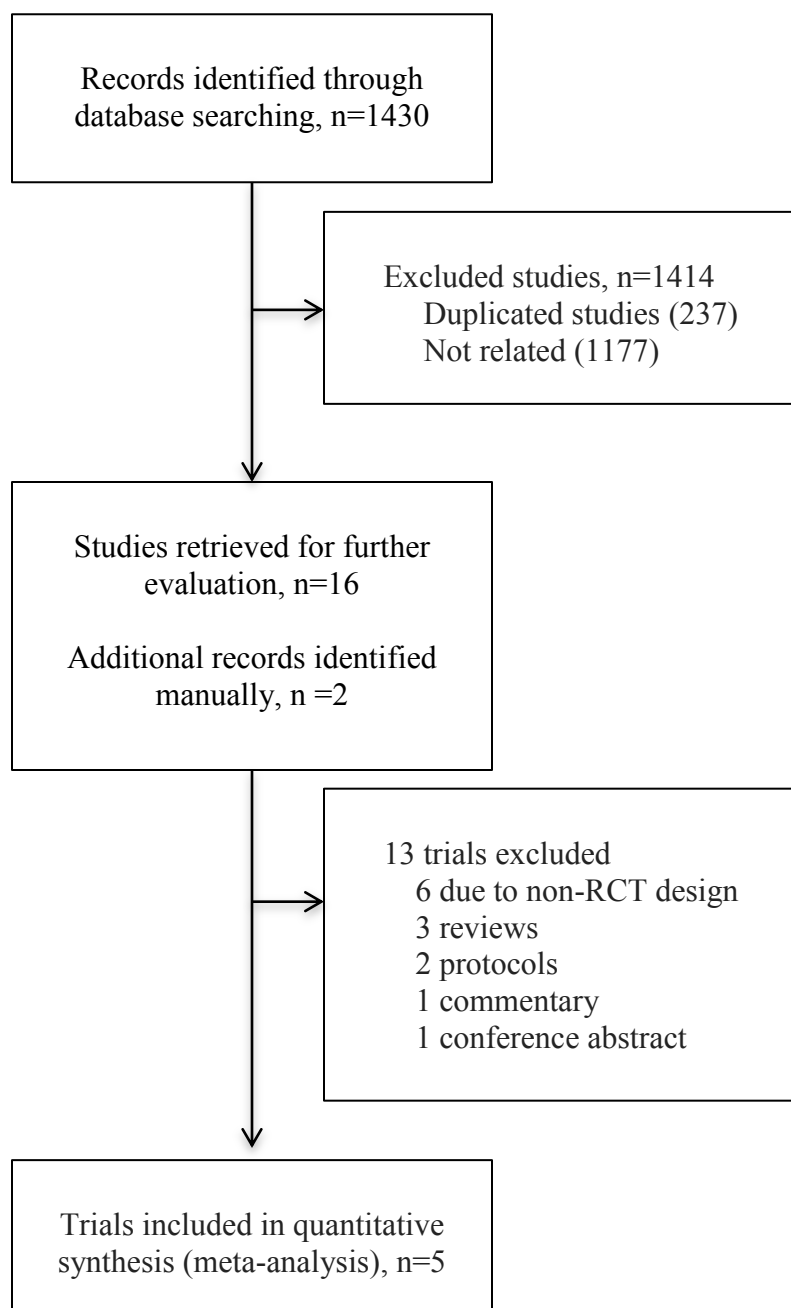 Records identified through
database searching, n=1430
Excluded studies, n=1414
Duplicated studies (237)
Not related (1177)
Studies retrieved for further
evaluation, n=16
Additional records identified
manually, n =2
13 trials excluded
6 due to non-RCT design
3 reviews
2 protocols
1 commentary
1 conference abstract
Trials included in quantitative
synthesis (meta-analysis), n=5